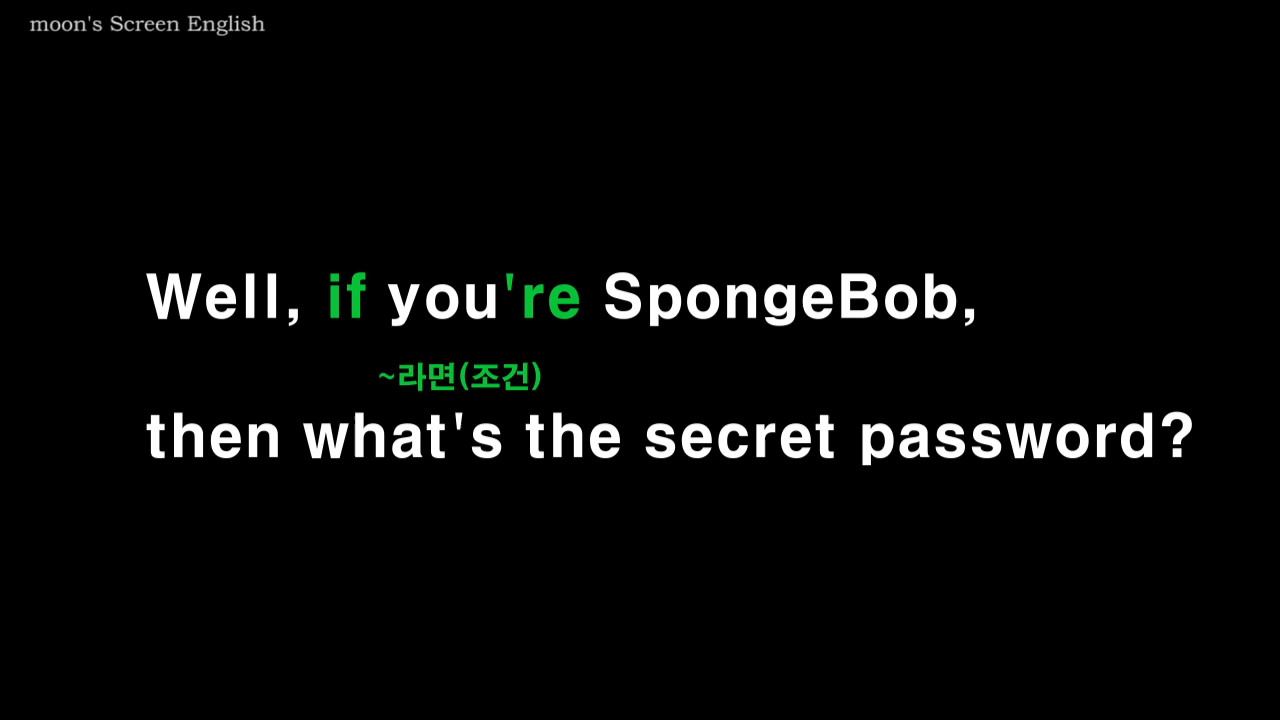 moon's Screen English
Well, if you're SpongeBob,
~라면(조건)
then what's the secret password?